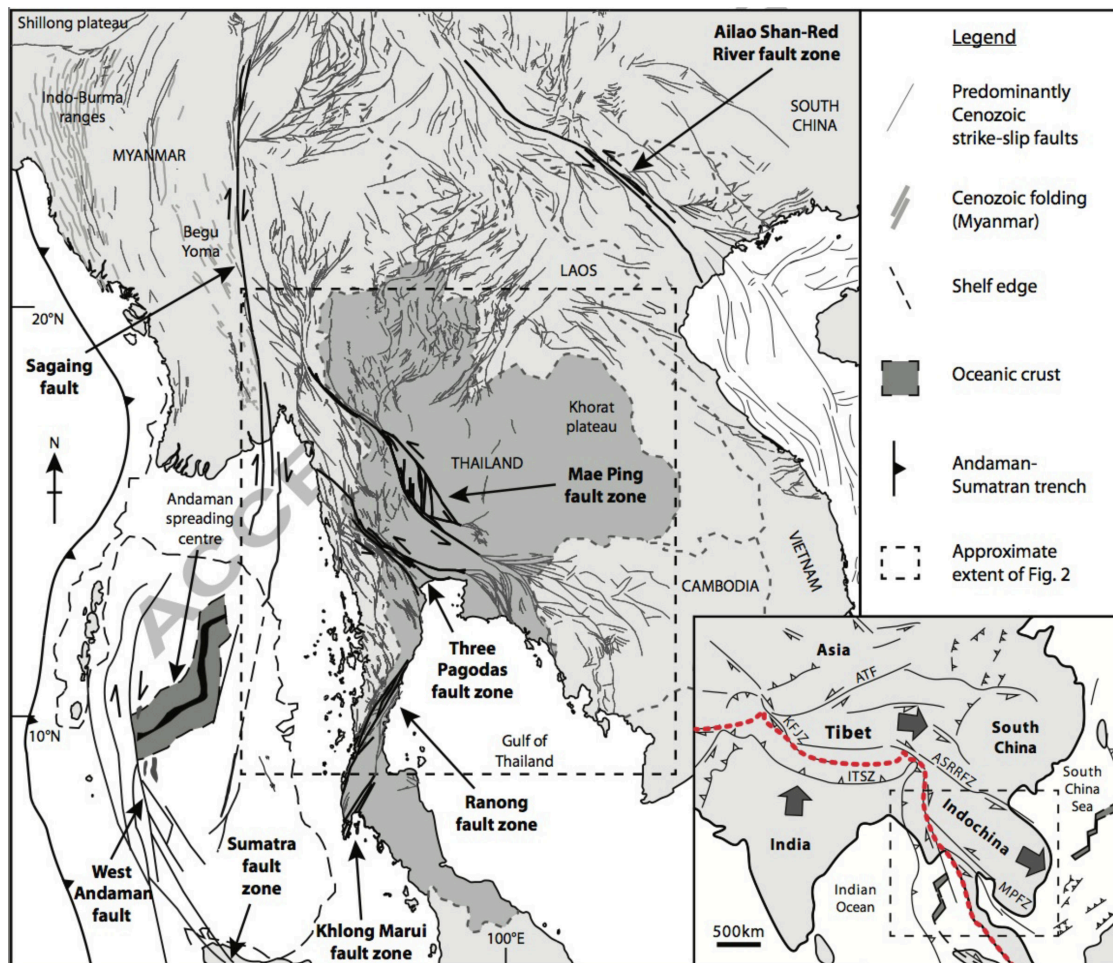 Shillong plateau
Indo-Burma
ranges
MYANMAR
Begu
Yoma
Ailao Shan-Red
River fault zone
SOUTH
CHINA
LAOS
20°N
Sagaing
fault
N
Khorat
plateau
THAILAND
Mae Ping
fault zone
Andaman
spreading
centre
ACCE
VIETNAM
CAMBODIA
Three
Pagodas
fault zone
10°N
Gulf of
Thailand
Ranong
fault zone
West
Andaman
fault
Sumatra
fault
zone
Khlong Marui
fault zone
100°E
Legend
Predominantly
Cenozoic
strike-slip faults
Cenozoic folding
(Myanmar)
Shelf edge
Oceanic crust
Andaman-
Sumatran trench
Approximate
extent of Fig. 2
Asia
ATF
KFJZ
Tibet
South
China
ITSZ
ASRRFZ
South
China
Sea
India
Indochina
MPFZ
Indian
Ocean
500km